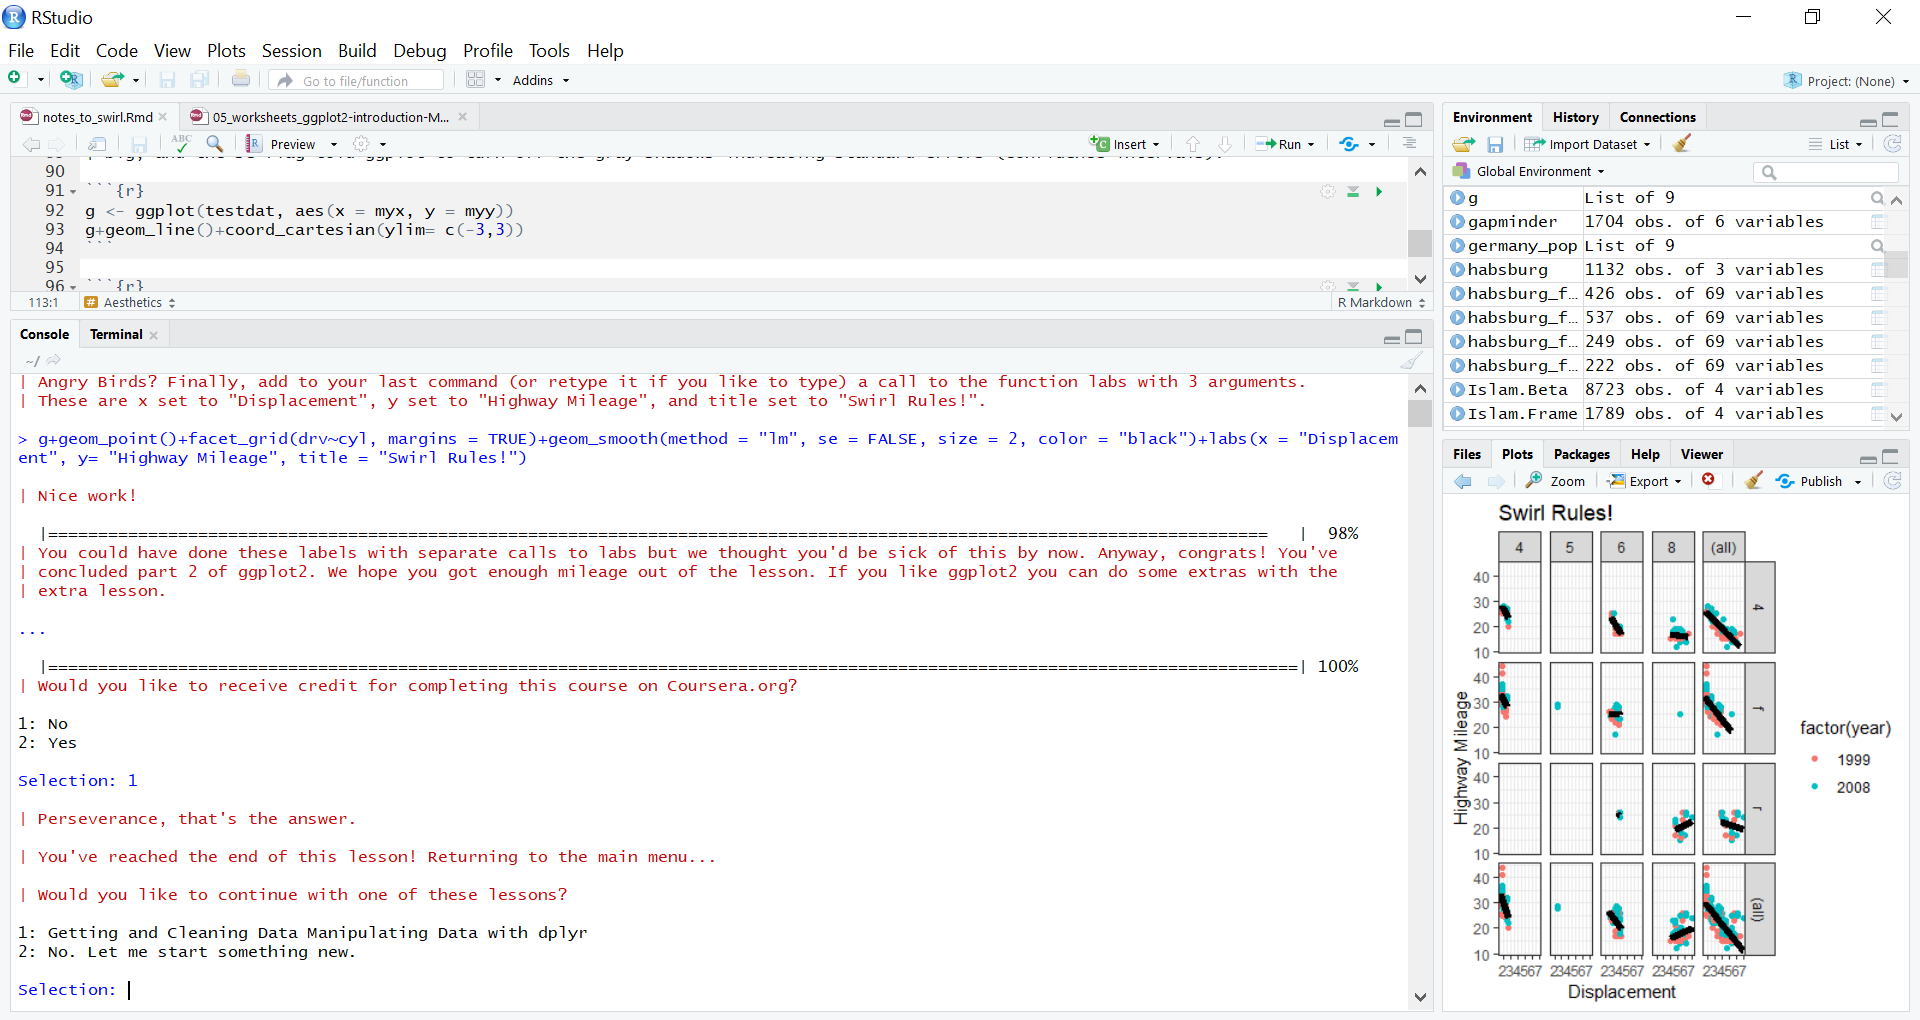 RStudio
File Edit Code View Plots Session Build Debug Profile Tools Help
Go to file/function Addins Project: (None)
notes_to_swirl.Rmd 05_worksheets_ggplot2-introduction-M...
ABC Preview Insert Run
90
91 ```{r}
92 g <- ggplot(testdat, aes(x = myx, y = myy))
93 g+geom_line()+coord_cartesian(ylim= c(-3,3))
94 ```
95
96 ```{r}
113:1 # Aesthetics R Markdown
Console Terminal
~/
| Angry Birds? Finally, add to your last command (or retype it if you like to type) a call to the function labs with 3 arguments.
| These are x set to "Displacement", y set to "Highway Mileage", and title set to "Swirl Rules!".
> g+geom_point()+facet_grid(drv~cyl, margins = TRUE)+geom_smooth(method = "lm", se = FALSE, size = 2, color = "black")+labs(x = "Displacem
ent", y= "Highway Mileage", title = "Swirl Rules!")
| Nice work!
|==========================================================================================================================   |  98%
| You could have done these labels with separate calls to labs but we thought you'd be sick of this by now. Anyway, congrats! You've
| concluded part 2 of ggplot2. We hope you got enough mileage out of the lesson. If you like ggplot2 you can do some extras with the
| extra lesson.
...
|=============================================================================================================================| 100%
| Would you like to receive credit for completing this course on Coursera.org?
1: No
2: Yes
Selection: 1
| Perseverance, that's the answer.
| You've reached the end of this lesson! Returning to the main menu...
| Would you like to continue with one of these lessons?
1: Getting and Cleaning Data Manipulating Data with dplyr
2: No. Let me start something new.
Selection:
Environment History Connections
Import Dataset List
Global Environment
g List of 9
gapminder 1704 obs. of 6 variables
germany_pop List of 9
habsburg 1132 obs. of 3 variables
habsburg_f… 426 obs. of 69 variables
habsburg_f… 537 obs. of 69 variables
habsburg_f… 249 obs. of 69 variables
habsburg_f… 222 obs. of 69 variables
Islam.Beta 8723 obs. of 4 variables
Islam.Frame 1789 obs. of 4 variables
Files Plots Packages Help Viewer
Zoom Export Publish
Swirl Rules!
4 5 6 8 (all)
40
30
20
10
4
40
30
20
10
f
40
30
20
10
r
40
30
20
10
(all)
234567 234567 234567 234567 234567
Displacement
Highway Mileage
factor(year)
1999
2008